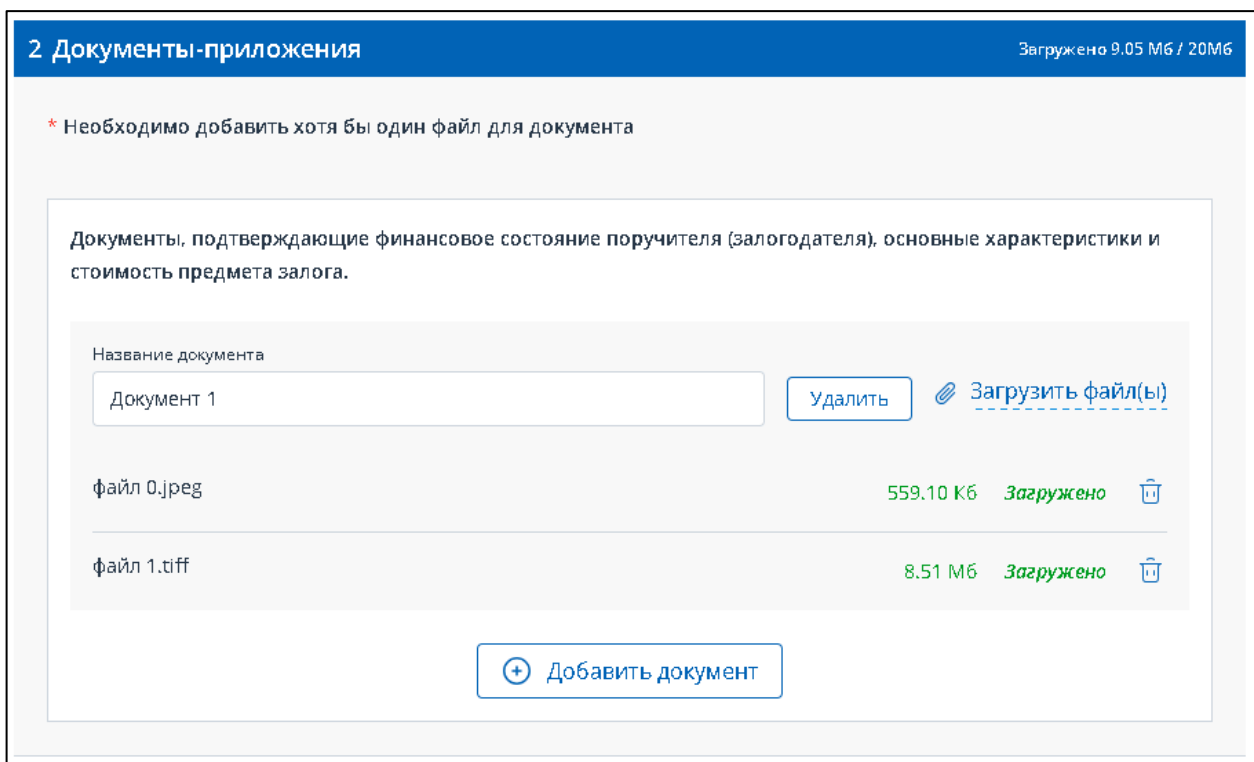 2 Документы-приложения
Загружено 9.05 Мб / 20Мб
* Необходимо добавить хотя бы один файл для документа
Документы, подтверждающие финансовое состояние поручителя (залогодателя), основные характеристики и
стоимость предмета залога.
Название документа
Документ 1
Удалить
Загрузить файл(ы)
файл 0.jpeg
559.10 Кб Загружено
файл 1.tiff
8.51 Мб Загружено
Добавить документ